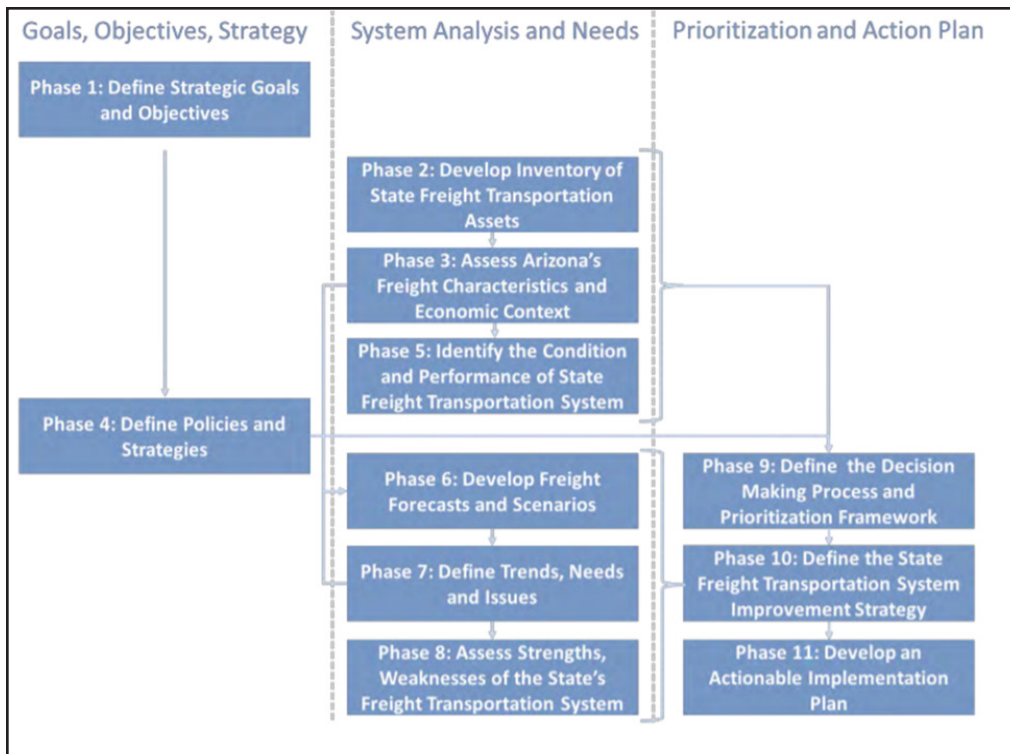 Goals, Objectives, Strategy
System Analysis and Needs
Prioritization and Action Plan
Phase 1: Define Strategic Goals
and Objectives
Phase 2: Develop Inventory of
State Freight Transportation
Assets
Phase 3: Assess Arizona's
Freight Characteristics and
Economic Context
Phase 5: Identify the Condition
and Performance of State
Freight Transportation System
Phase 4: Define Policies and
Strategies
Phase 6: Develop Freight
Forecasts and Scenarios
Phase 7: Define Trends, Needs
and Issues
Phase 8: Assess Strengths,
Weaknesses of the State's
Freight Transportation System
Phase 9: Define the Decision
Making Process and
Prioritization Framework
Phase 10: Define the State
Freight Transportation System
Improvement Strategy
Phase 11: Develop an
Actionable Implementation
Plan